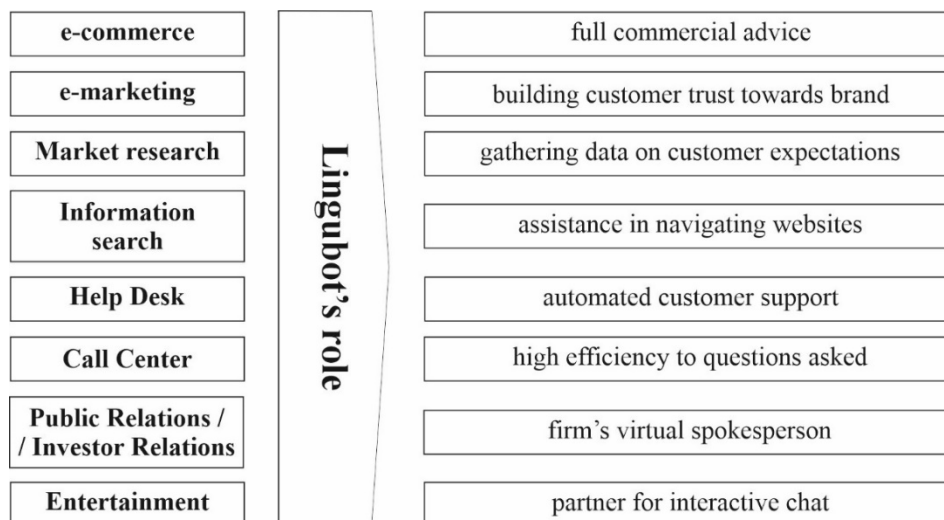 e-commerce
full commercial advice
e-marketing
building customer trust towards brand
Market research
gathering data on customer expectations
Information
search
assistance in navigating websites
Help Desk
automated customer support
Call Center
high efficiency to questions asked
Public Relations /
/ Investor Relations
firm's virtual spokesperson
Entertainment
partner for interactive chat
Lingubot's role